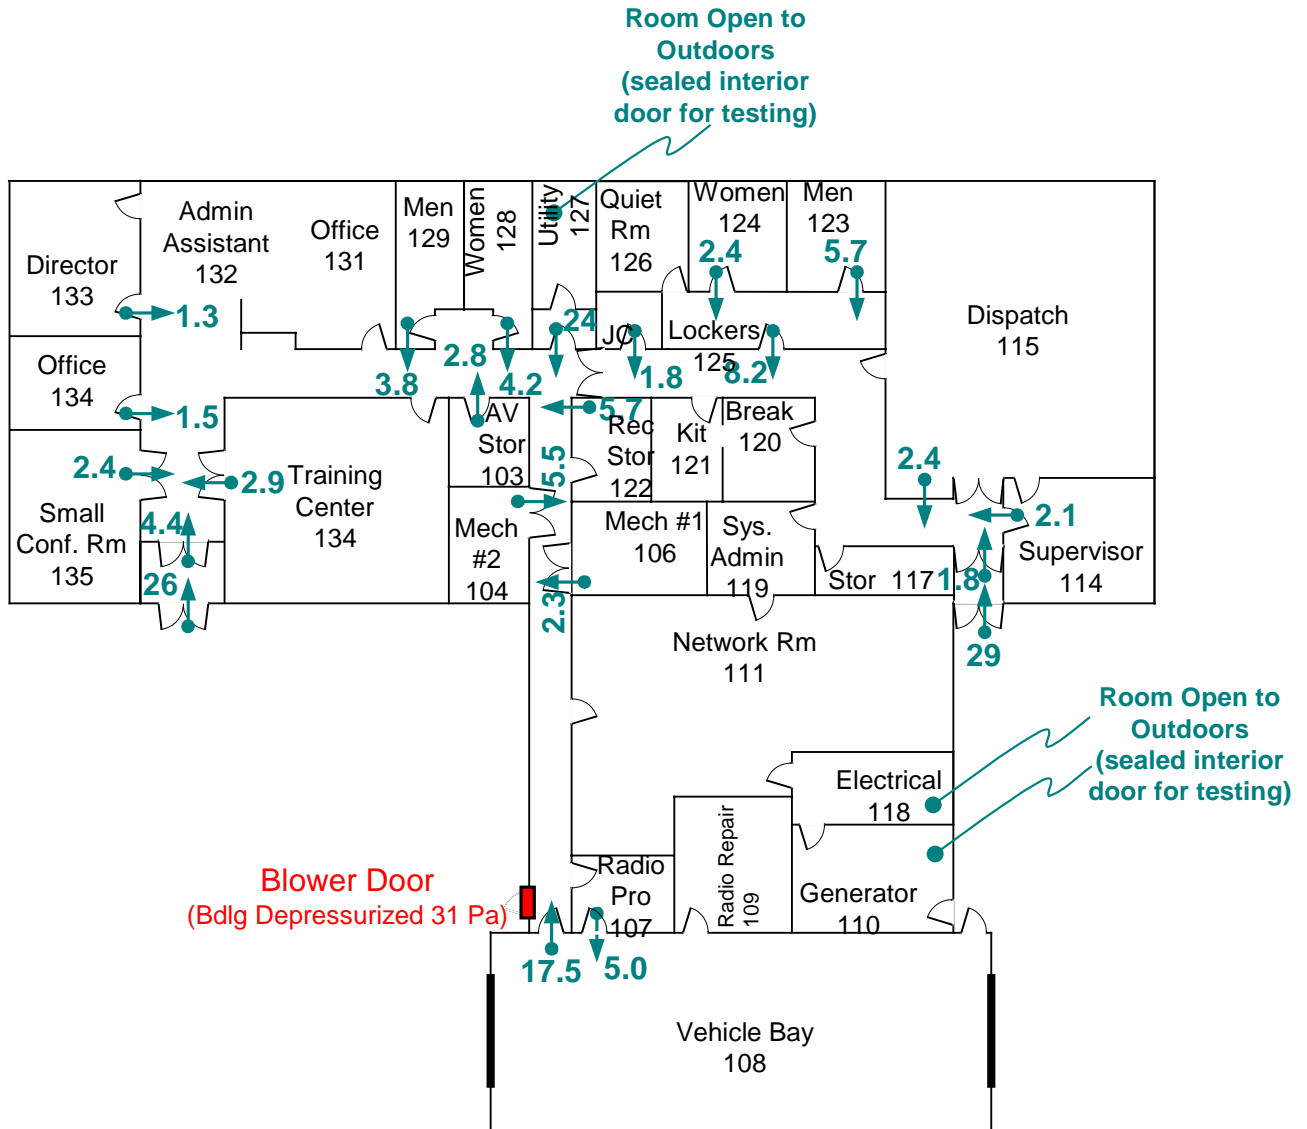 Room Open to
Outdoors
(sealed interior
door for testing)
Director
133
Admin
Assistant
132
Office
131
Men
129
Women
128
Utility
127
Quiet
Rm
126
Women
124
Men
123
2.4
5.7
Dispatch
115
1.3
Office
134
1.5
3.8
2.8
4.2
24
JC
1.8
Lockers
125
8.2
5.7
AV
Stor
103
5.5
Rec
Stor
122
Kit
121
Break
120
2.4
2.4
2.9
Training
Center
134
Small
Conf. Rm
135
4.4
26
Mech
#2
104
2.3
Mech #1
106
Sys.
Admin
119
Stor 117
1.8
2.1
Supervisor
114
29
Network Rm
111
Room Open to
Outdoors
(sealed interior
door for testing)
Electrical
118
Generator
110
Radio Repair
109
Radio
Pro
107
Blower Door
(Bdlg Depressurized 31 Pa)
17.5
5.0
Vehicle Bay
108